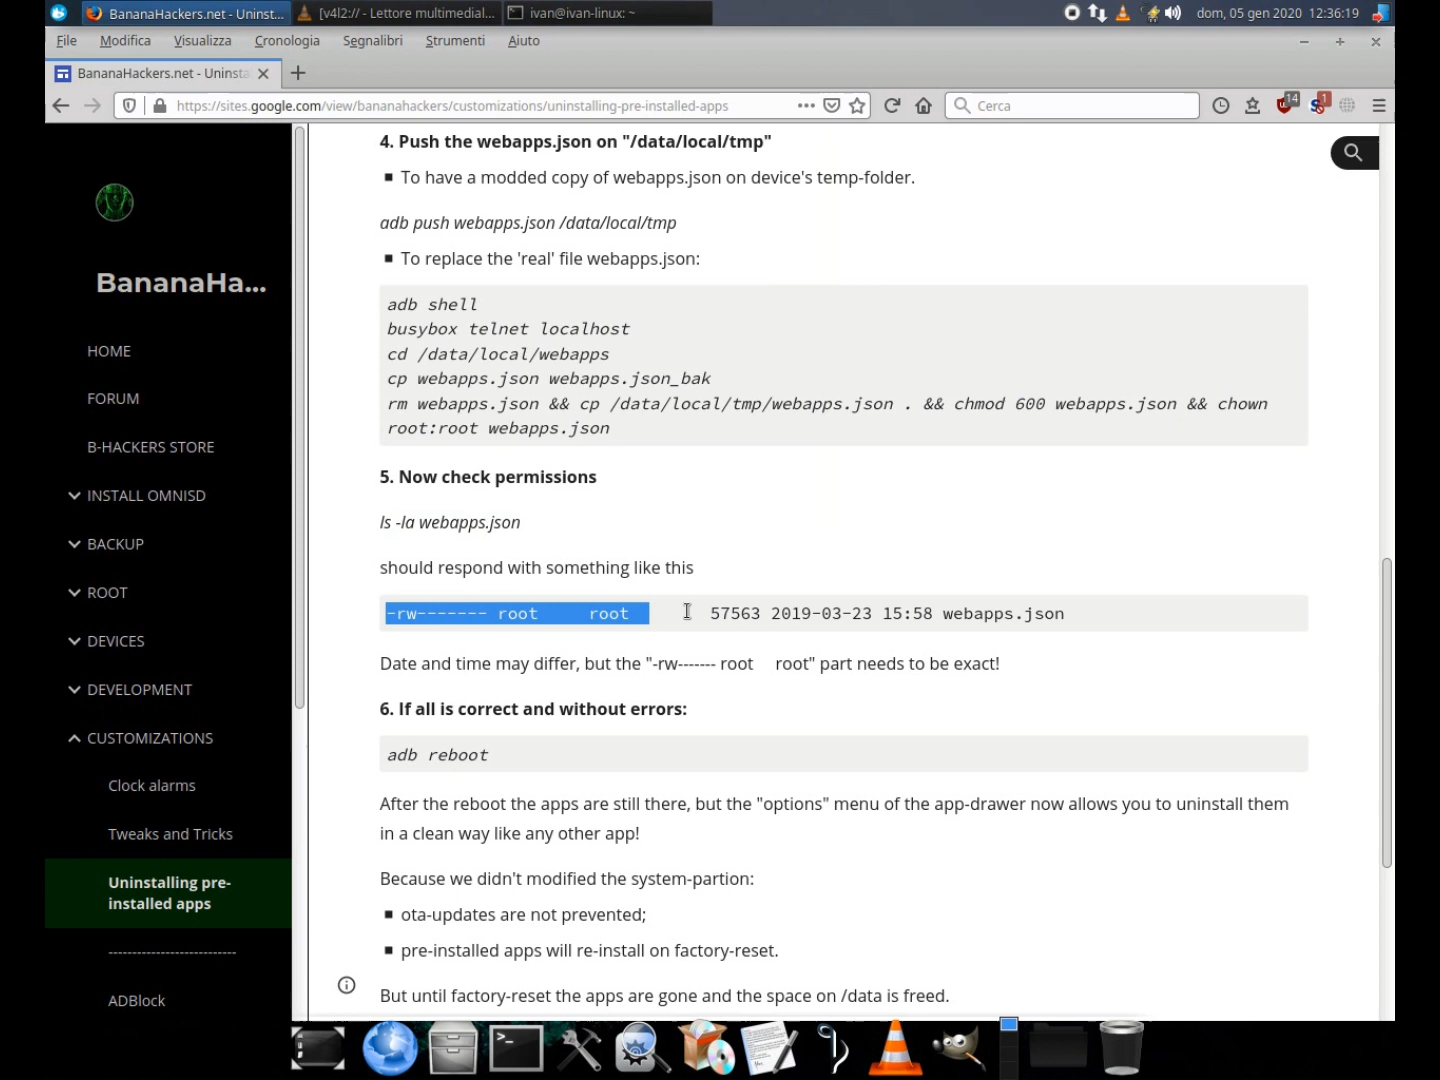 BananaHackers.net - Uninst...
[v4l2:// - Lettore multimedial...
ivan@ivan-linux: ~
dom, 05 gen 2020 12:36:19
File Modifica Visualizza Cronologia Segnalibri Strumenti Aiuto
BananaHackers.net - Uninsta
https://sites.google.com/view/bananahackers/customizations/uninstalling-pre-installed-apps
Cerca
14
1
BananaHa...
HOME
FORUM
B-HACKERS STORE
INSTALL OMNISD
BACKUP
ROOT
DEVICES
DEVELOPMENT
CUSTOMIZATIONS
Clock alarms
Tweaks and Tricks
Uninstalling pre-
installed apps
---------------------------
ADBlock
4. Push the webapps.json on "/data/local/tmp"
To have a modded copy of webapps.json on device's temp-folder.
adb push webapps.json /data/local/tmp
To replace the 'real' file webapps.json:
adb shell
busybox telnet localhost
cd /data/local/webapps
cp webapps.json webapps.json_bak
rm webapps.json && cp /data/local/tmp/webapps.json . && chmod 600 webapps.json && chown
root:root webapps.json
5. Now check permissions
ls -la webapps.json
should respond with something like this
-rw------- root     root        57563 2019-03-23 15:58 webapps.json
Date and time may differ, but the "-rw------- root     root" part needs to be exact!
6. If all is correct and without errors:
adb reboot
After the reboot the apps are still there, but the "options" menu of the app-drawer now allows you to uninstall them
in a clean way like any other app!
Because we didn't modified the system-partion:
ota-updates are not prevented;
pre-installed apps will re-install on factory-reset.
But until factory-reset the apps are gone and the space on /data is freed.